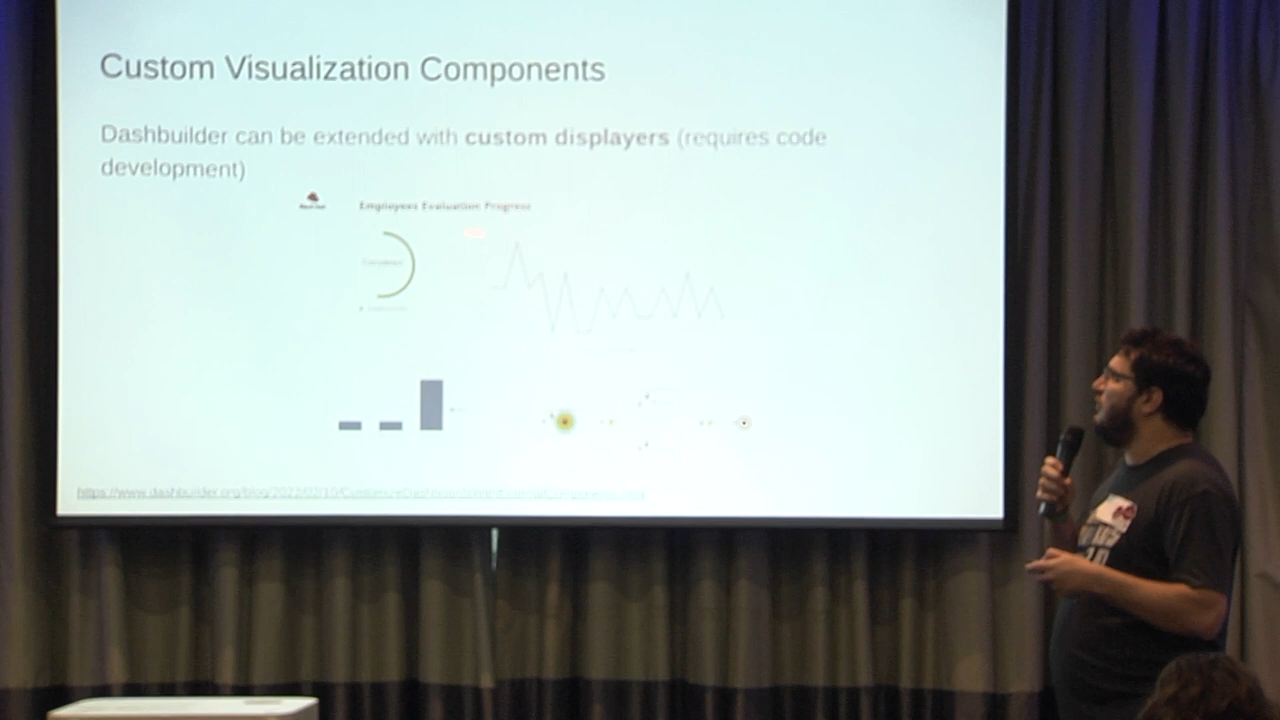 Custom Visualization Components
Dashbuilder can be extended with custom displayers (requires code
development)
Employees Evaluation Progress